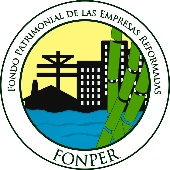 FONDO PATRIMONIAL DE LAS EMPRESAS REFORMADAS
FONPER